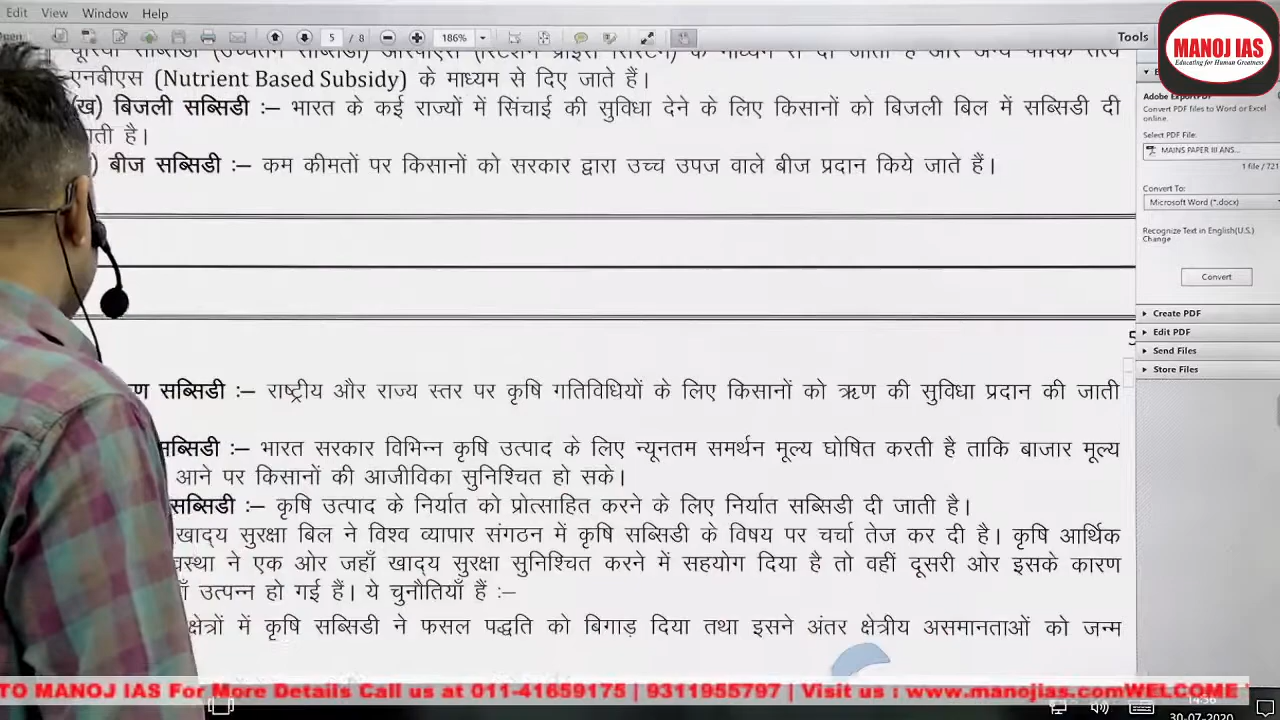 Edit View Window Help
MANOJ IAS
Educating for Human Greatness
5 / 8 186% Tools
एनबीएस (Nutrient Based Subsidy) के माध्यम से दिए जाते हैं।
ख) बिजली सब्सिडी :– भारत के कई राज्यों में सिंचाई की सुविधा देने के लिए किसानों को बिजली बिल में सब्सिडी दी
है।
) बीज सब्सिडी :– कम कीमतों पर किसानों को सरकार द्वारा उच्च उपज वाले बीज प्रदान किये जाते हैं।
5
सब्सिडी :– राष्ट्रीय और राज्य स्तर पर कृषि गतिविधियों के लिए किसानों को ऋण की सुविधा प्रदान की जाती
सब्सिडी :– भारत सरकार विभिन्न कृषि उत्पाद के लिए न्यूनतम समर्थन मूल्य घोषित करती है ताकि बाजार मूल्य
आने पर किसानों की आजीविका सुनिश्चित हो सके।
सब्सिडी :– कृषि उत्पाद के निर्यात को प्रोत्साहित करने के लिए निर्यात सब्सिडी दी जाती है।
खाद्य सुरक्षा बिल ने विश्व व्यापार संगठन में कृषि सब्सिडी के विषय पर चर्चा तेज कर दी है। कृषि आर्थिक
ने एक ओर जहाँ खाद्य सुरक्षा सुनिश्चित करने में सहयोग दिया है तो वहीं दूसरी ओर इसके कारण
उत्पन्न हो गई हैं। ये चुनौतियाँ हैं :–
क्षेत्रों में कृषि सब्सिडी ने फसल पद्धति को बिगाड़ दिया तथा इसने अंतर क्षेत्रीय असमानताओं को जन्म
Adobe ExportPDF
Convert PDF files to Word or Excel
online.
Select PDF File:
MAINS PAPER III ANS...
1 file / 721
Convert To:
Microsoft Word (*.docx)
Recognize Text in English(U.S.)
Change
Convert
Create PDF
Edit PDF
Send Files
Store Files
TO MANOJ IAS For More Details Call us at 011-41059175 | 9311955797 | Visit us : www.manojias.comWELCOME
14:56
30-07-2020